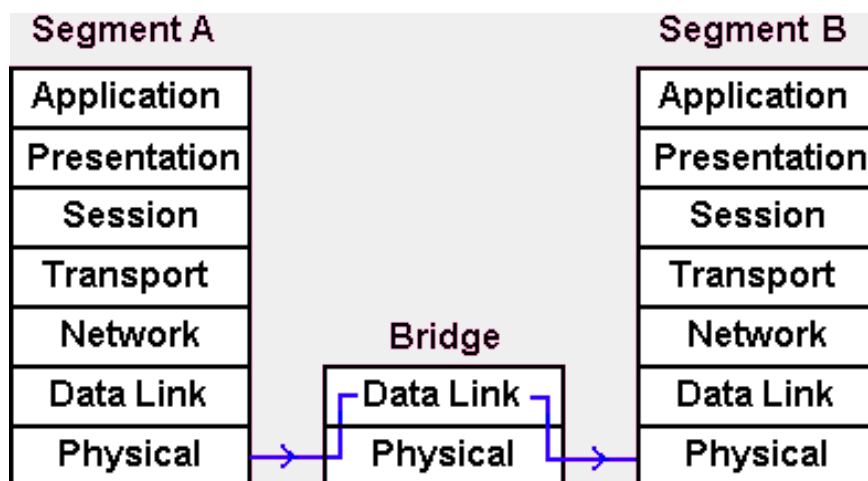 Segment A
Application
Presentation
Session
Transport
Network
Data Link
Physical
Bridge
Data Link
Physical
Segment B
Application
Presentation
Session
Transport
Network
Data Link
Physical